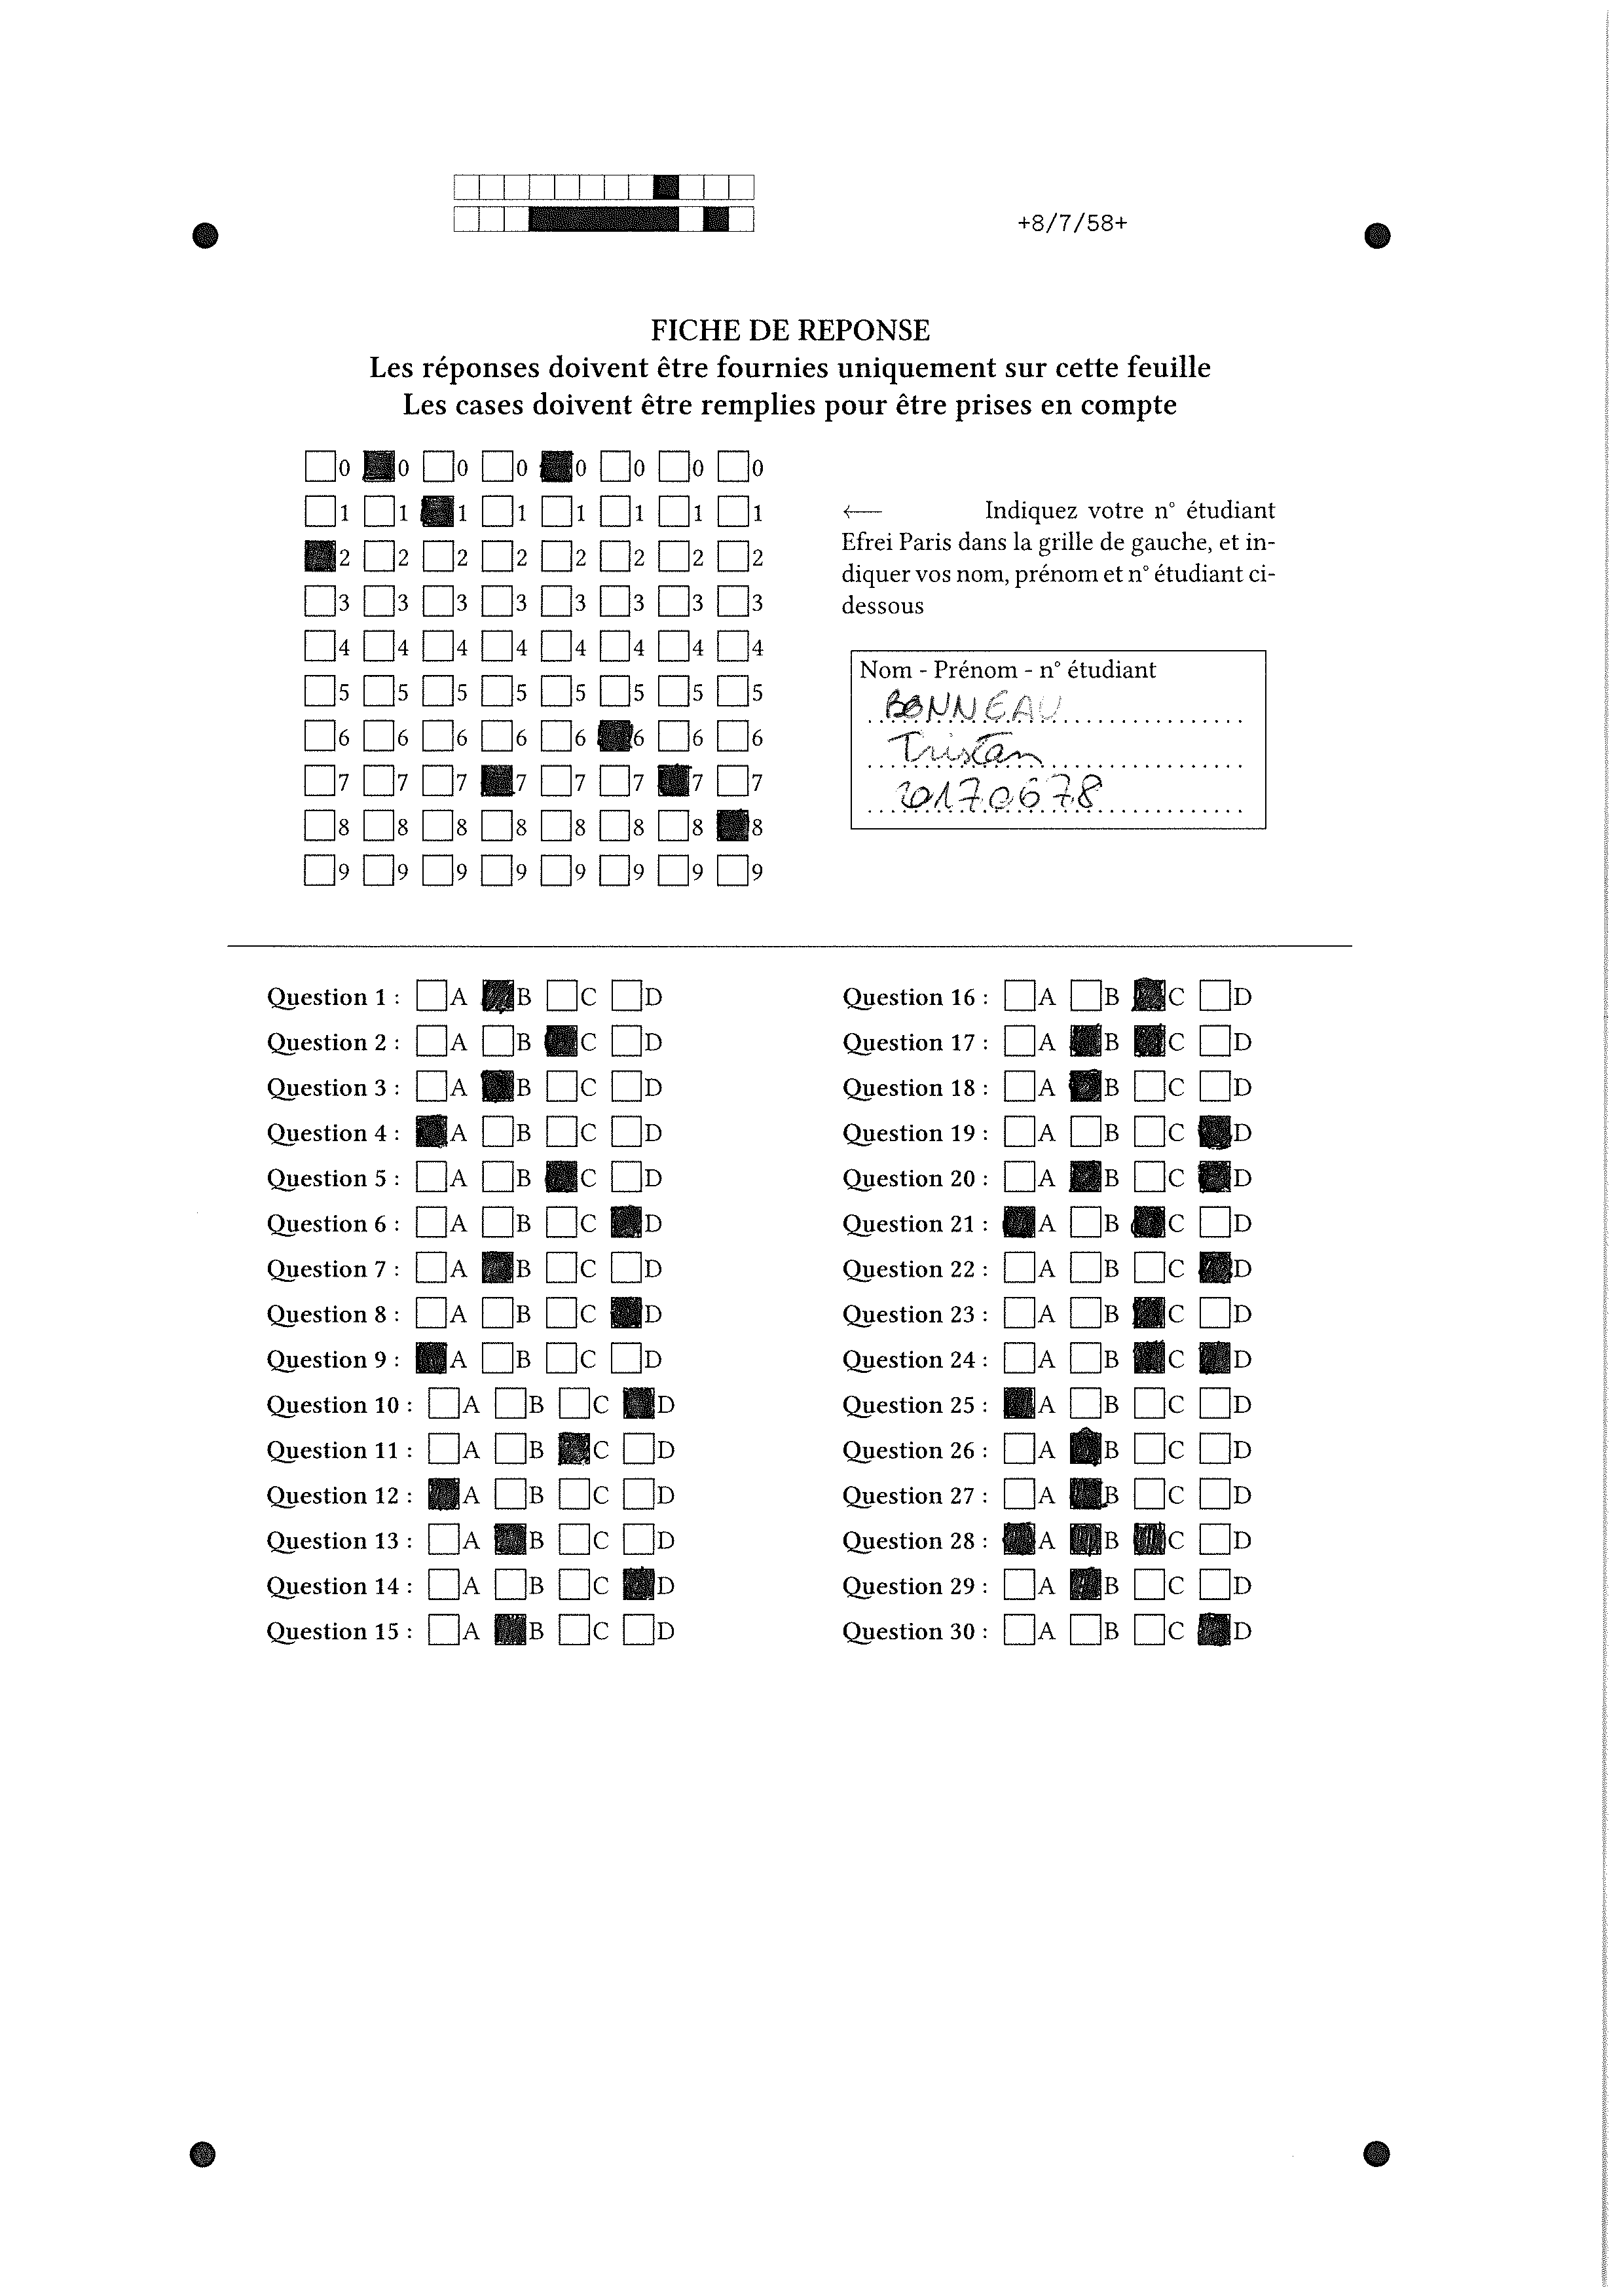 +8/7/58+
FICHE DE REPONSE
Les réponses doivent être fournies uniquement sur cette feuille
Les cases doivent être remplies pour être prises en compte
0 0 0 0 0 0 0 0
1 1 1 1 1 1 1 1
2 2 2 2 2 2 2 2
3 3 3 3 3 3 3 3
4 4 4 4 4 4 4 4
5 5 5 5 5 5 5 5
6 6 6 6 6 6 6 6
7 7 7 7 7 7 7 7
8 8 8 8 8 8 8 8
9 9 9 9 9 9 9 9
← Indiquez votre n° étudiant
Efrei Paris dans la grille de gauche, et in-
diquer vos nom, prénom et n° étudiant ci-
dessous
Nom - Prénom - n° étudiant
BONNEAU
Tristan
20170678
Question 1 : A B C D
Question 2 : A B C D
Question 3 : A B C D
Question 4 : A B C D
Question 5 : A B C D
Question 6 : A B C D
Question 7 : A B C D
Question 8 : A B C D
Question 9 : A B C D
Question 10 : A B C D
Question 11 : A B C D
Question 12 : A B C D
Question 13 : A B C D
Question 14 : A B C D
Question 15 : A B C D
Question 16 : A B C D
Question 17 : A B C D
Question 18 : A B C D
Question 19 : A B C D
Question 20 : A B C D
Question 21 : A B C D
Question 22 : A B C D
Question 23 : A B C D
Question 24 : A B C D
Question 25 : A B C D
Question 26 : A B C D
Question 27 : A B C D
Question 28 : A B C D
Question 29 : A B C D
Question 30 : A B C D